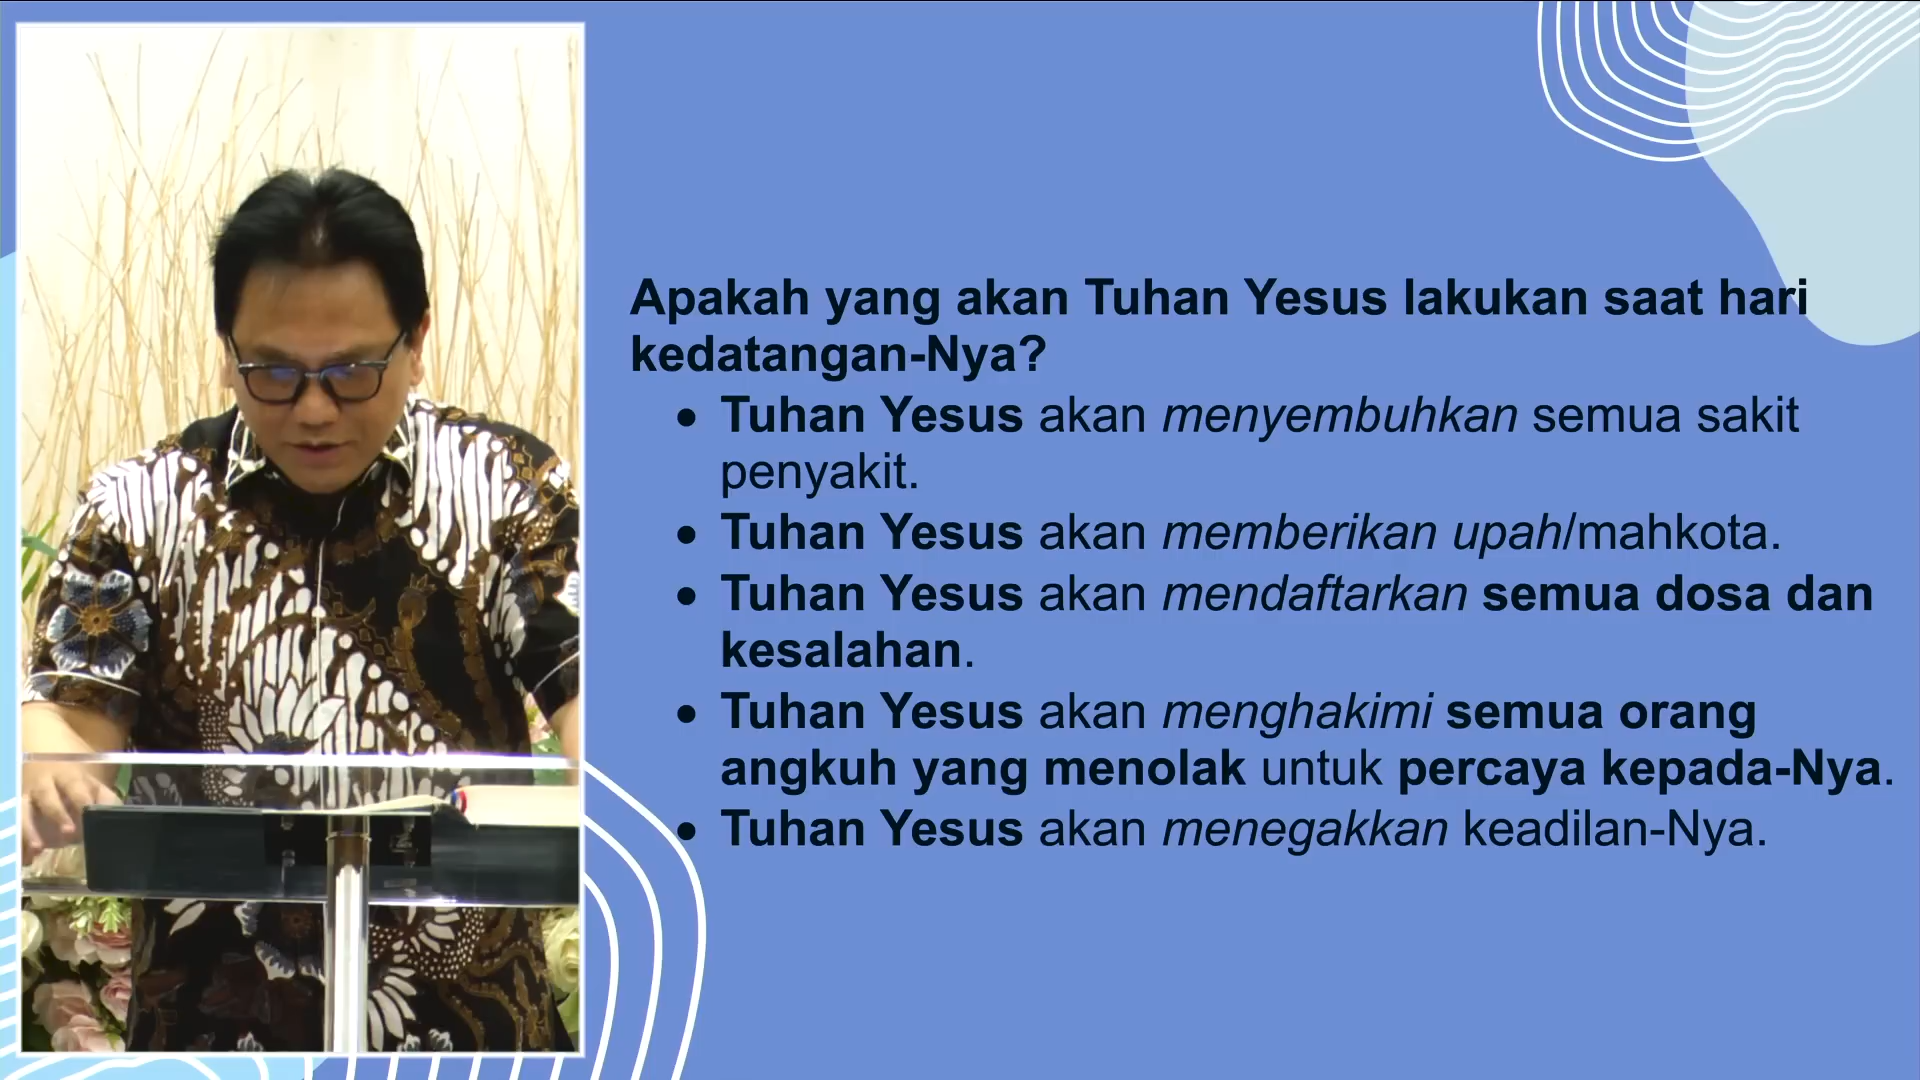 Apakah yang akan Tuhan Yesus lakukan saat hari
kedatangan-Nya?
• Tuhan Yesus akan menyembuhkan semua sakit
penyakit.
• Tuhan Yesus akan memberikan upah/mahkota.
• Tuhan Yesus akan mendaftarkan semua dosa dan
kesalahan.
• Tuhan Yesus akan menghakimi semua orang
angkuh yang menolak untuk percaya kepada-Nya.
• Tuhan Yesus akan menegakkan keadilan-Nya.